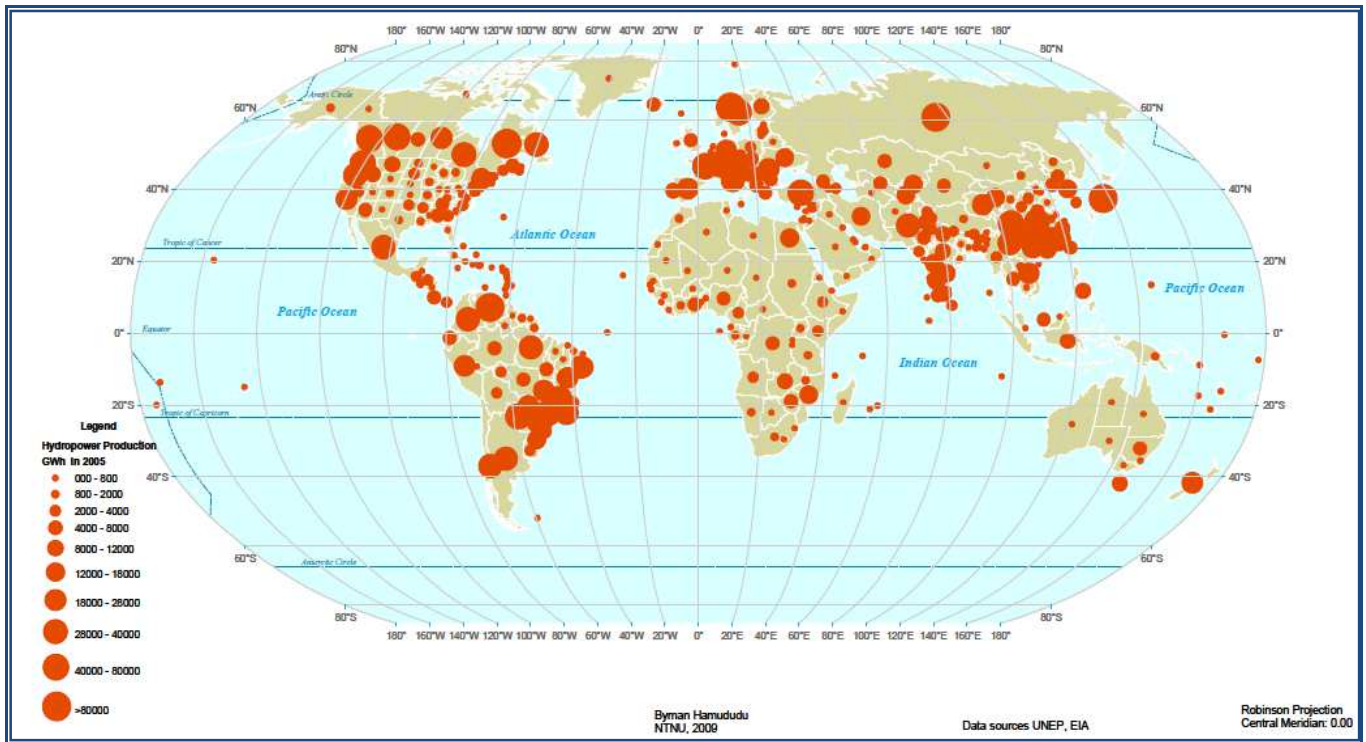 180° 160°W 140°W 120°W 100°W 80°W 60°W 40°W 20°W 0° 20°E 40°E 60°E 80°E 100°E 120°E 140°E 160°E 180°
80°N 80°N
Arctic Circle
60°N 60°N
40°N 40°N
Atlantic Ocean
Tropic of Cancer
20°N 20°N
Pacific Ocean Pacific Ocean
Equator
0° 0°
Indian Ocean
20°S 20°S
Tropic of Capricorn
Legend
Hydropower Production
GWh in 2005
000 - 800
800 - 2000
2000 - 4000
4000 - 8000
8000 - 12000
12000 - 18000
18000 - 28000
28000 - 40000
40000 - 80000
>80000
40°S 40°S
60°S 60°S
Antarctic Circle
80°S 80°S
180° 160°W 140°W 120°W 100°W 80°W 60°W 40°W 20°W 0° 20°E 40°E 60°E 80°E 100°E 120°E 140°E 160°E 180°
Byman Hamududu
NTNU, 2009
Data sources UNEP, EIA
Robinson Projection
Central Meridian: 0.00